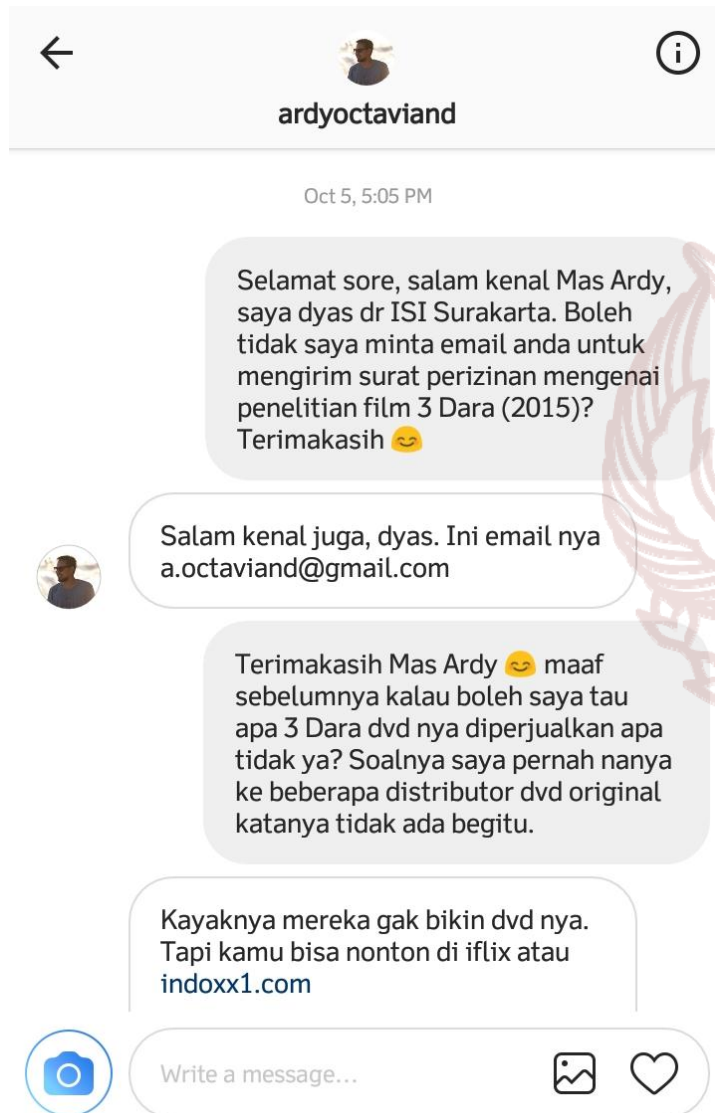 ardyoctaviand
Oct 5, 5:05 PM
Selamat sore, salam kenal Mas Ardy,
saya dyas dr ISI Surakarta. Boleh
tidak saya minta email anda untuk
mengirim surat perizinan mengenai
penelitian film 3 Dara (2015)?
Terimakasih 😊
Salam kenal juga, dyas. Ini email nya
a.octaviand@gmail.com
Terimakasih Mas Ardy 😊 maaf
sebelumnya kalau boleh saya tau
apa 3 Dara dvd nya diperjualkan apa
tidak ya? Soalnya saya pernah nanya
ke beberapa distributor dvd original
katanya tidak ada begitu.
Kayaknya mereka gak bikin dvd nya.
Tapi kamu bisa nonton di iflix atau
indoxx1.com
Write a message...